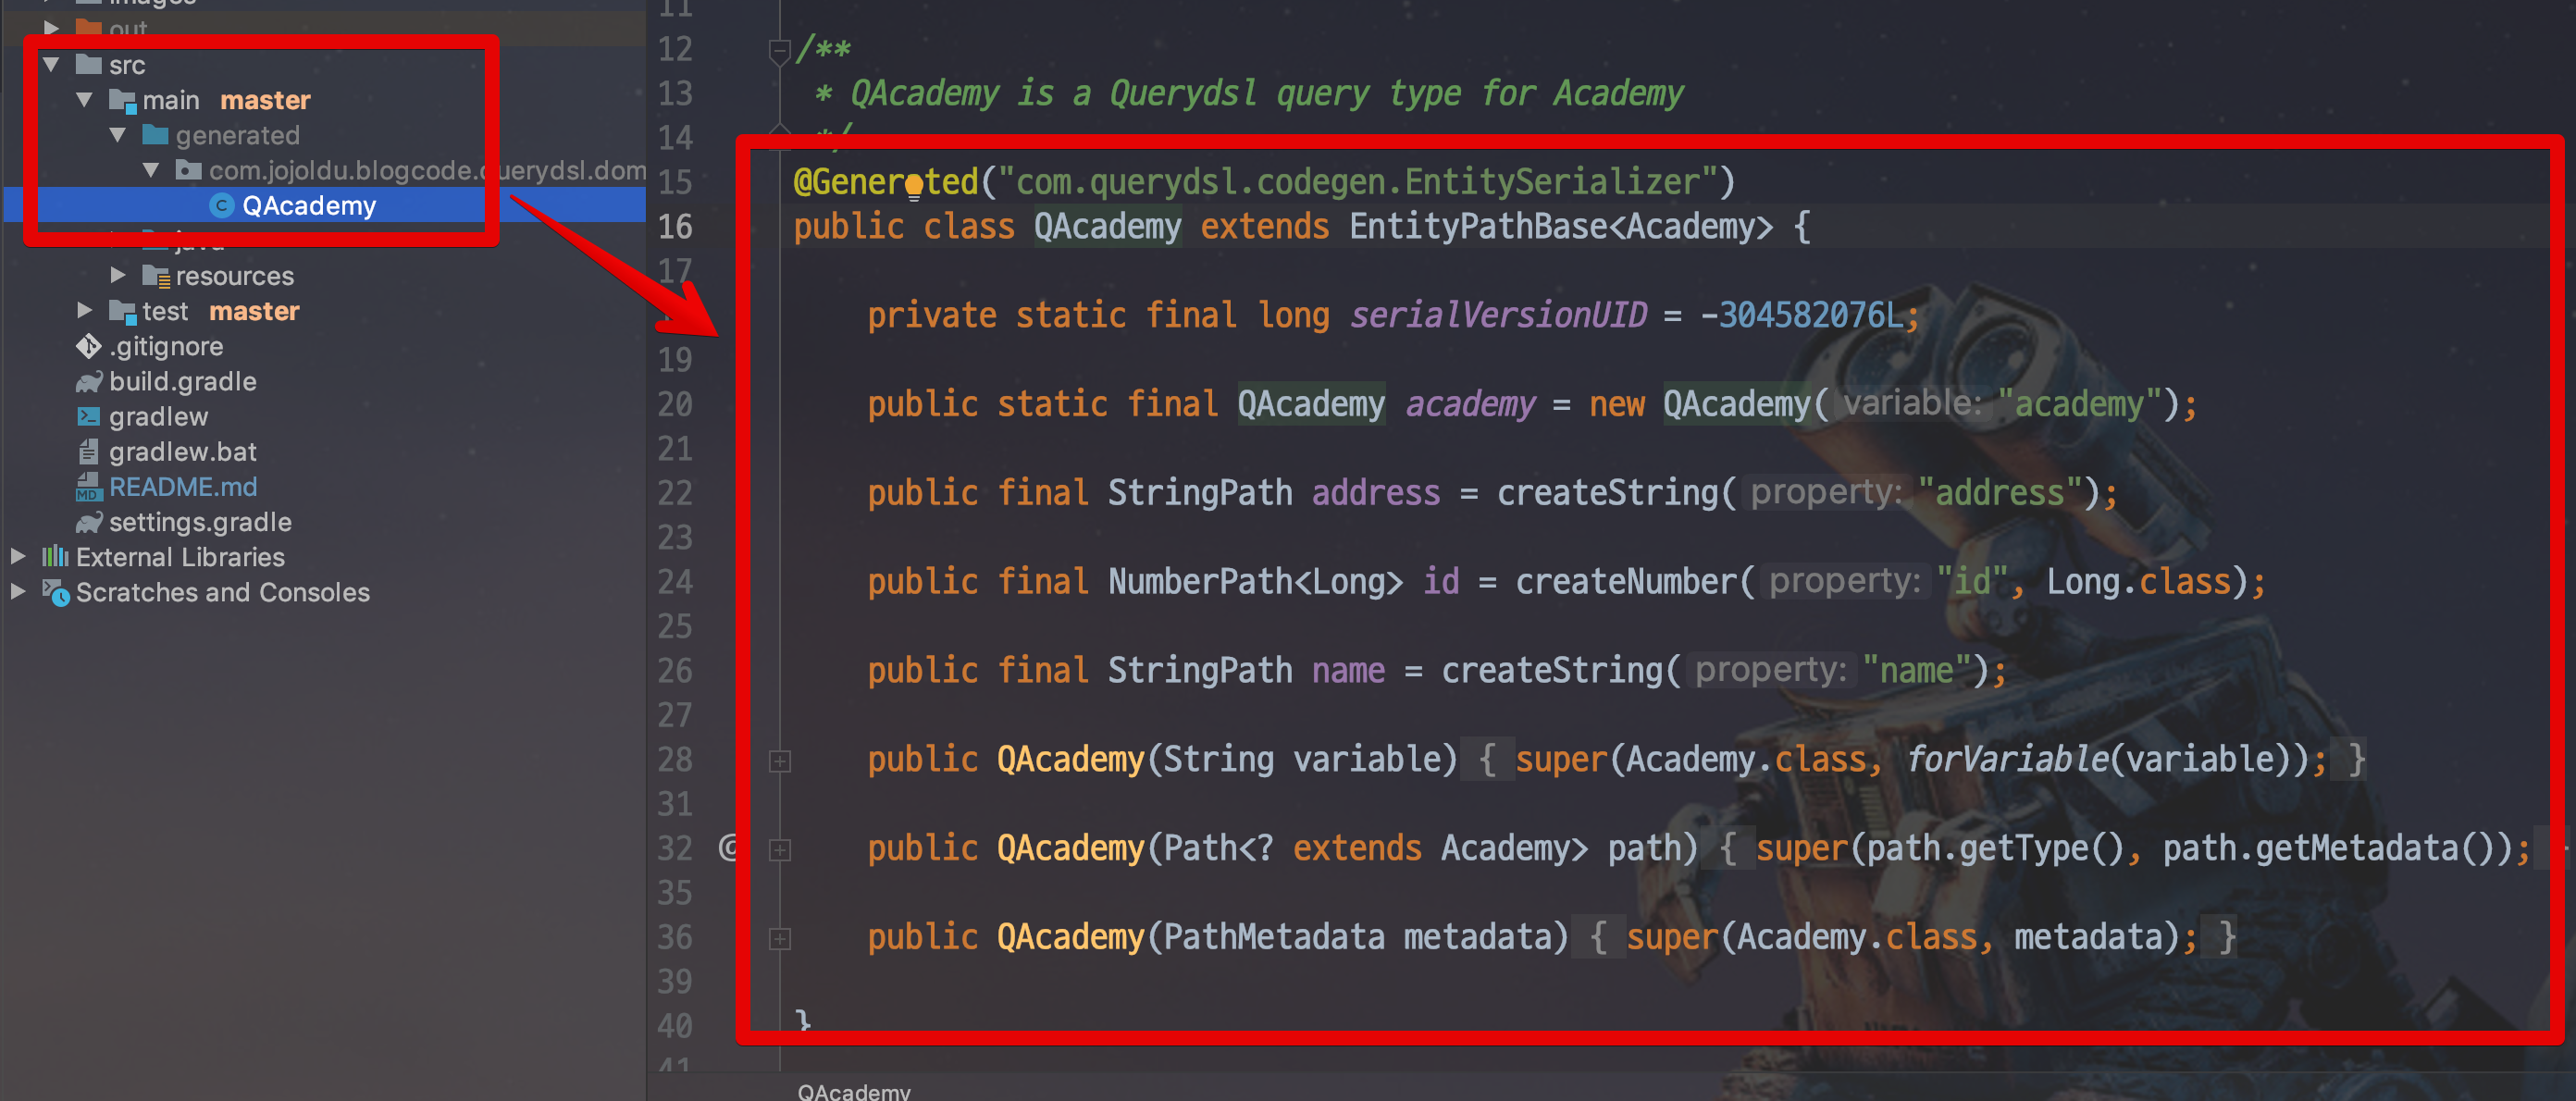 images
out
src
main master
generated
com.jojoldu.blogcode.querydsl.dom
QAcademy
java
resources
test master
.gitignore
build.gradle
gradlew
gradlew.bat
MD README.md
settings.gradle
External Libraries
Scratches and Consoles
11
12 /**
13 * QAcademy is a Querydsl query type for Academy
14 */
15 @Generated("com.querydsl.codegen.EntitySerializer")
16 public class QAcademy extends EntityPathBase<Academy> {
17
private static final long serialVersionUID = -304582076L;
19
20 public static final QAcademy academy = new QAcademy( variable: "academy");
21
22 public final StringPath address = createString( property: "address");
23
24 public final NumberPath<Long> id = createNumber( property: "id", Long.class);
25
26 public final StringPath name = createString( property: "name");
27
28 public QAcademy(String variable) { super(Academy.class, forVariable(variable)); }
31
32 @ public QAcademy(Path<? extends Academy> path) { super(path.getType(), path.getMetadata());
35
36 public QAcademy(PathMetadata metadata) { super(Academy.class, metadata); }
39
40 }
41
QAcademy